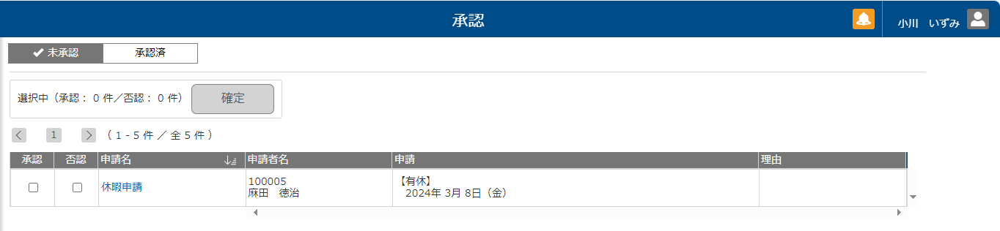 承認
小川　いずみ
未承認
承認済
選択中（承認： 0 件／否認： 0 件）
確定
1
（ 1 - 5 件 ／ 全 5 件 ）
承認
否認
申請名
申請者名
申請
理由
休暇申請
100005
麻田　徳治
【有休】
2024年 3月 8日（金）